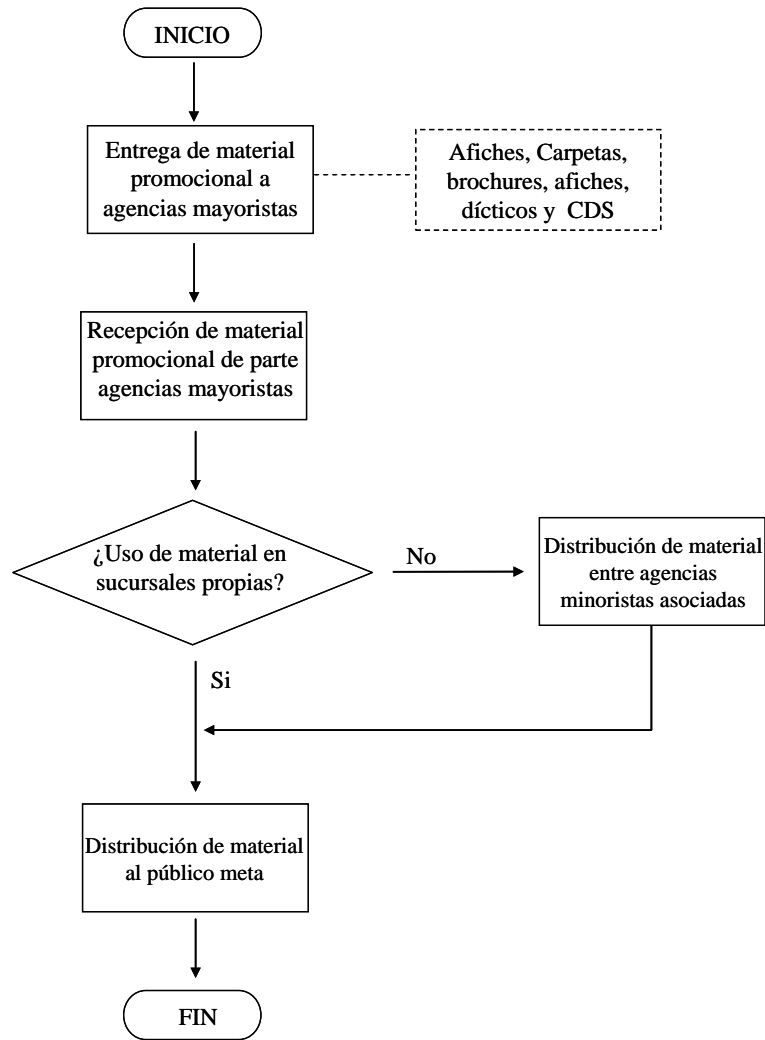 INICIO
Entrega de material
promocional a
agencias mayoristas
Afiches, Carpetas,
brochures, afiches,
dícticos y CDS
Recepción de material
promocional de parte
agencias mayoristas
¿Uso de material en
sucursales propias?
No
Distribución de material
entre agencias
minoristas asociadas
Si
Distribución de material
al público meta
FIN